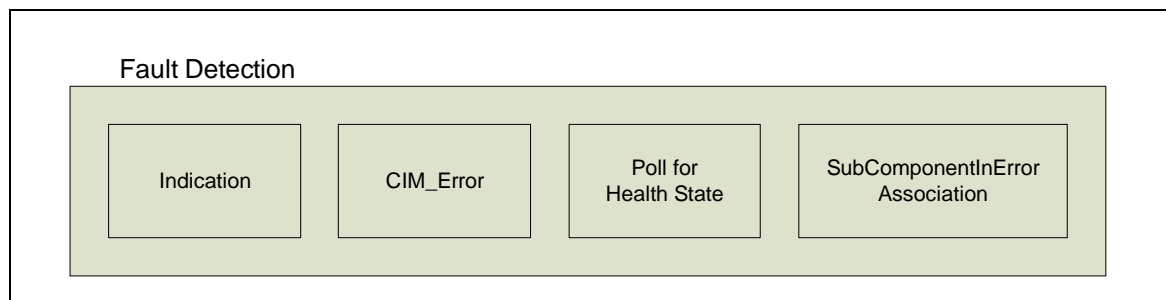 Fault Detection
Indication
CIM_Error
Poll for
Health State
SubComponentInError
Association